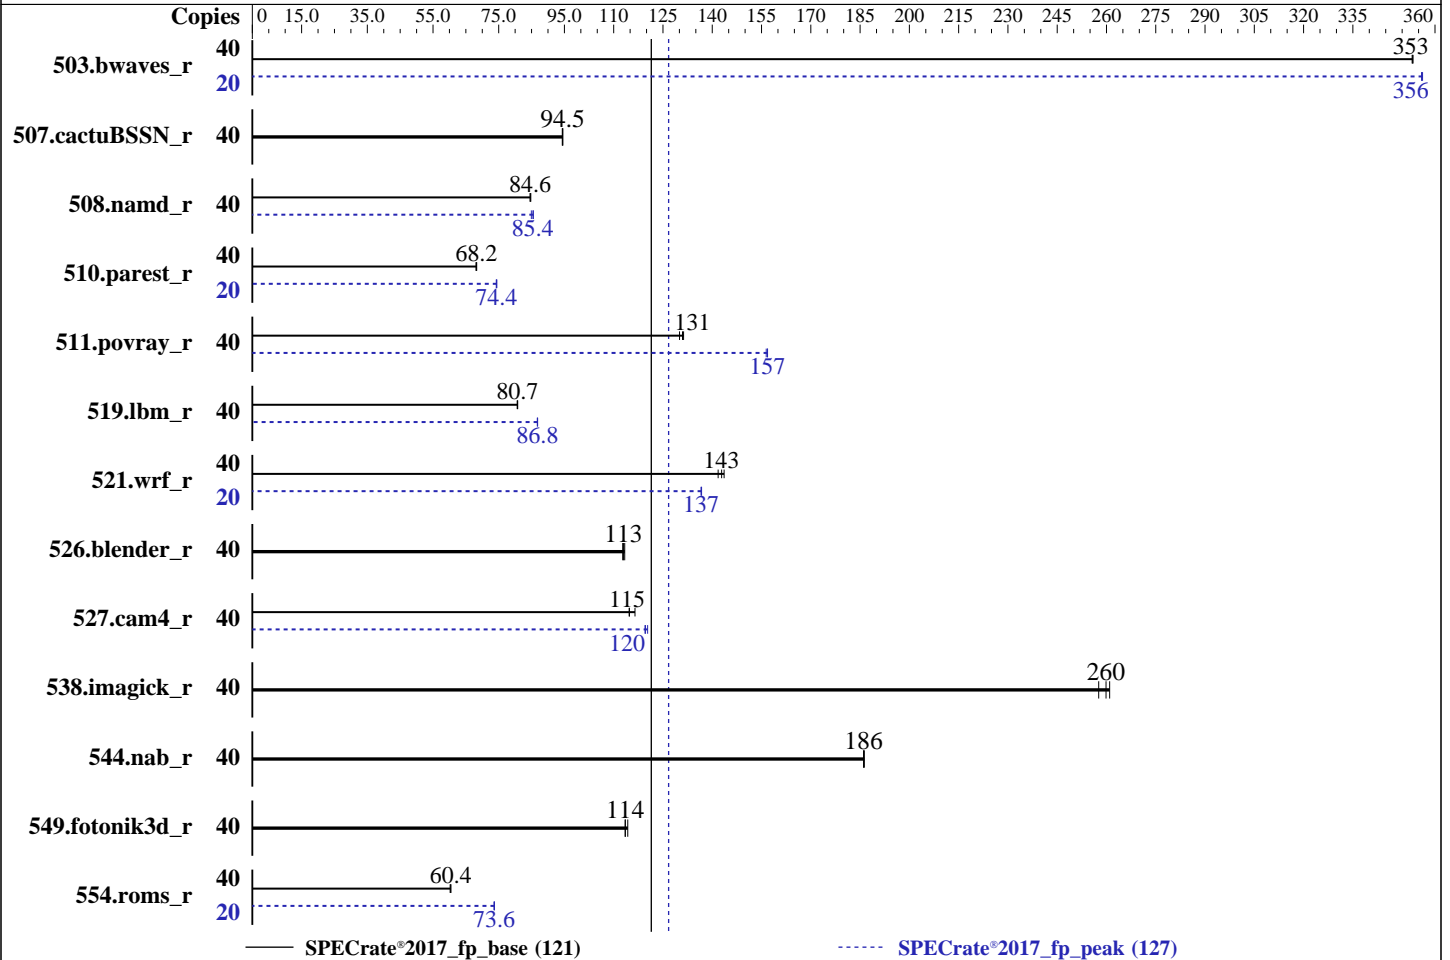 Copies 0 15.0 35.0 55.0 75.0 95.0 110 125 140 155 170 185 200 215 230 245 260 275 290 305 320 335 360
503.bwaves_r 40 353
20 356
507.cactuBSSN_r 40 94.5
508.namd_r 40 84.6
85.4
510.parest_r 40 68.2
20 74.4
511.povray_r 40 131
157
519.lbm_r 40 80.7
86.8
521.wrf_r 40 143
20 137
526.blender_r 40 113
527.cam4_r 40 115
120
538.imagick_r 40 260
544.nab_r 40 186
549.fotonik3d_r 40 114
554.roms_r 40 60.4
20 73.6
SPECrate®2017_fp_base (121) SPECrate®2017_fp_peak (127)